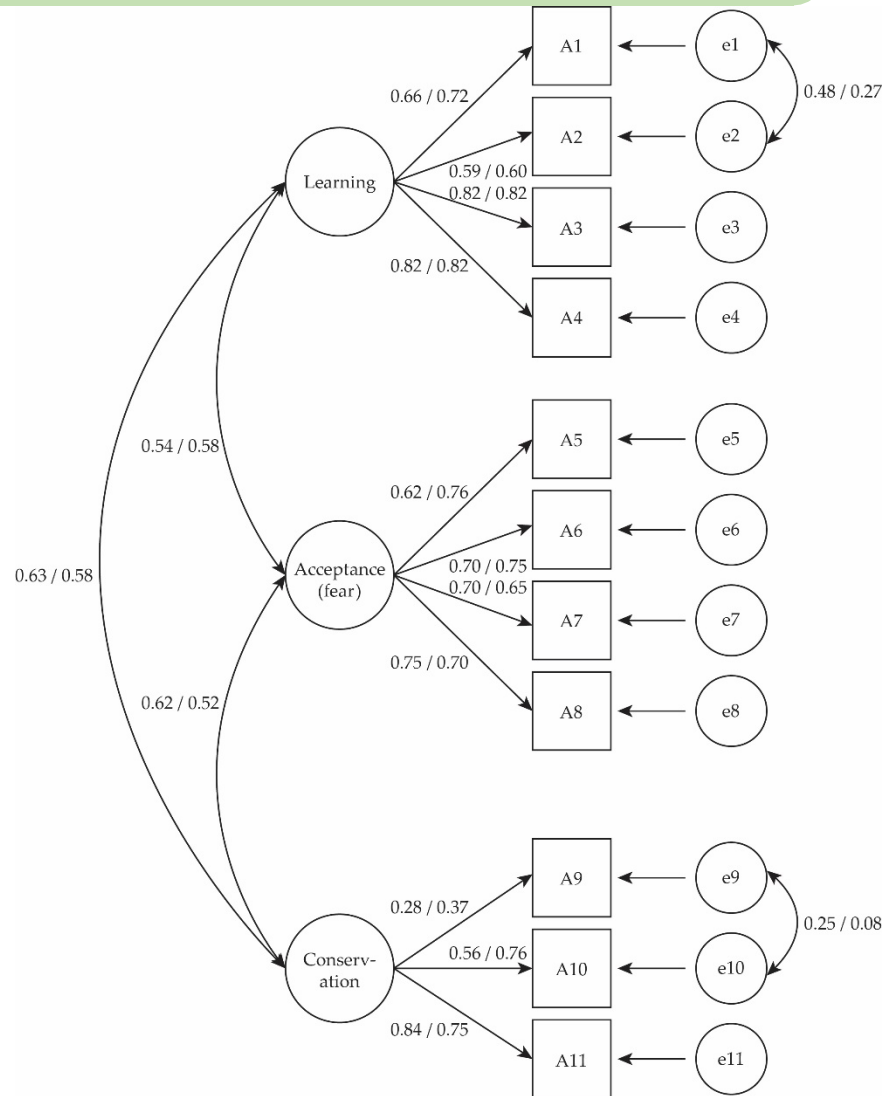 A1
e1
0.66 / 0.72
0.48 / 0.27
A2
e2
0.59 / 0.60
Learning
0.82 / 0.82
A3
e3
0.82 / 0.82
A4
e4
A5
e5
0.54 / 0.58
0.62 / 0.76
A6
e6
0.70 / 0.75
0.63 / 0.58
Acceptance
(fear)
0.70 / 0.65
A7
e7
0.75 / 0.70
0.62 / 0.52
A8
e8
A9
e9
0.28 / 0.37
0.25 / 0.08
0.56 / 0.76
Conserv-
ation
A10
e10
0.84 / 0.75
A11
e11